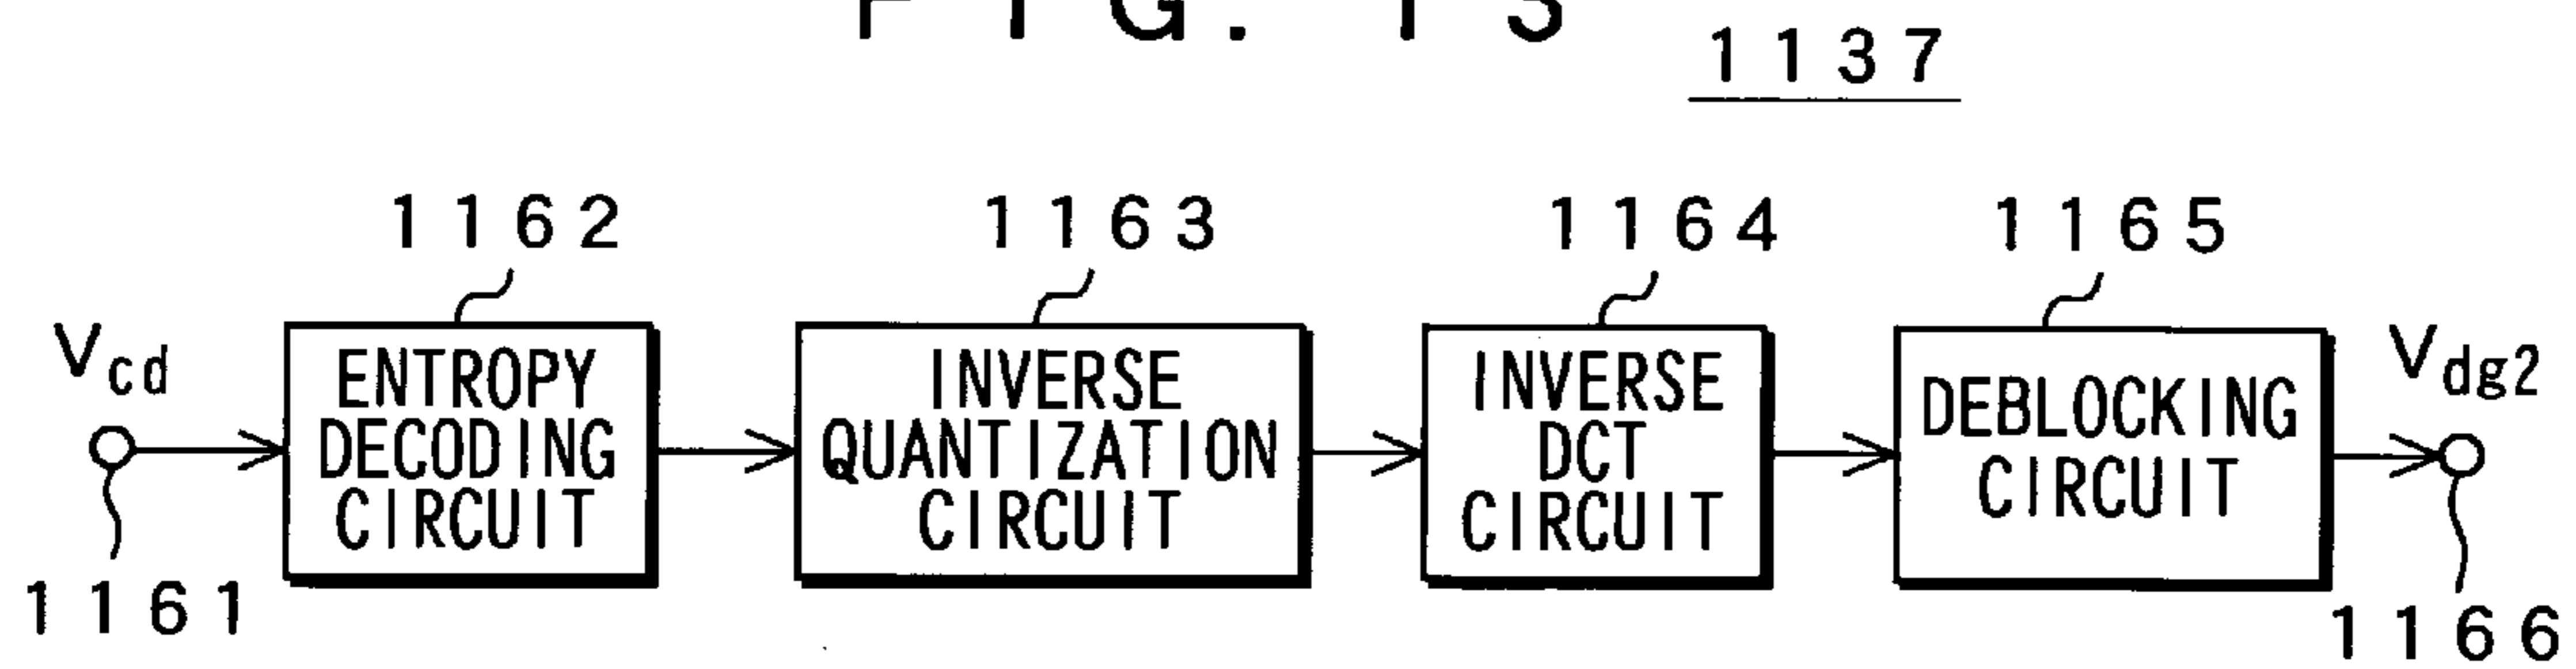 FIG.
1137
1162 1163 1164 1165
Vcd ENTROPY DECODING CIRCUIT
INVERSE QUANTIZATION CIRCUIT
INVERSE DCT CIRCUIT
DEBLOCKING CIRCUIT
Vdg2
1161
1166